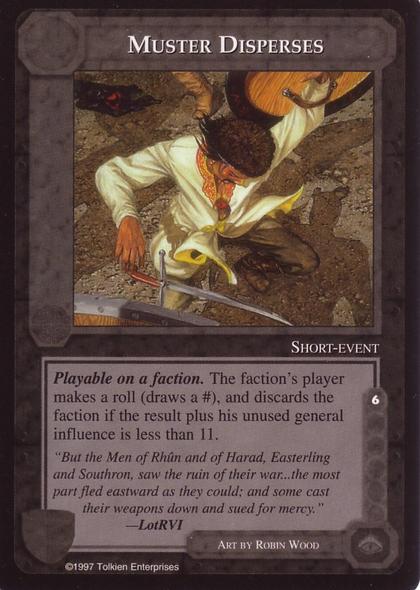 MUSTER DISPERSES
SHORT-EVENT
Playable on a faction. The faction's player
makes a roll (draws a #), and discards the
faction if the result plus his unused general
influence is less than 11.
6
"But the Men of Rhûn and of Harad, Easterling
and Southron, saw the ruin of their war...the most
part fled eastward as they could; and some cast
their weapons down and sued for mercy."
—LotRVI
ART BY ROBIN WOOD
©1997 Tolkien Enterprises